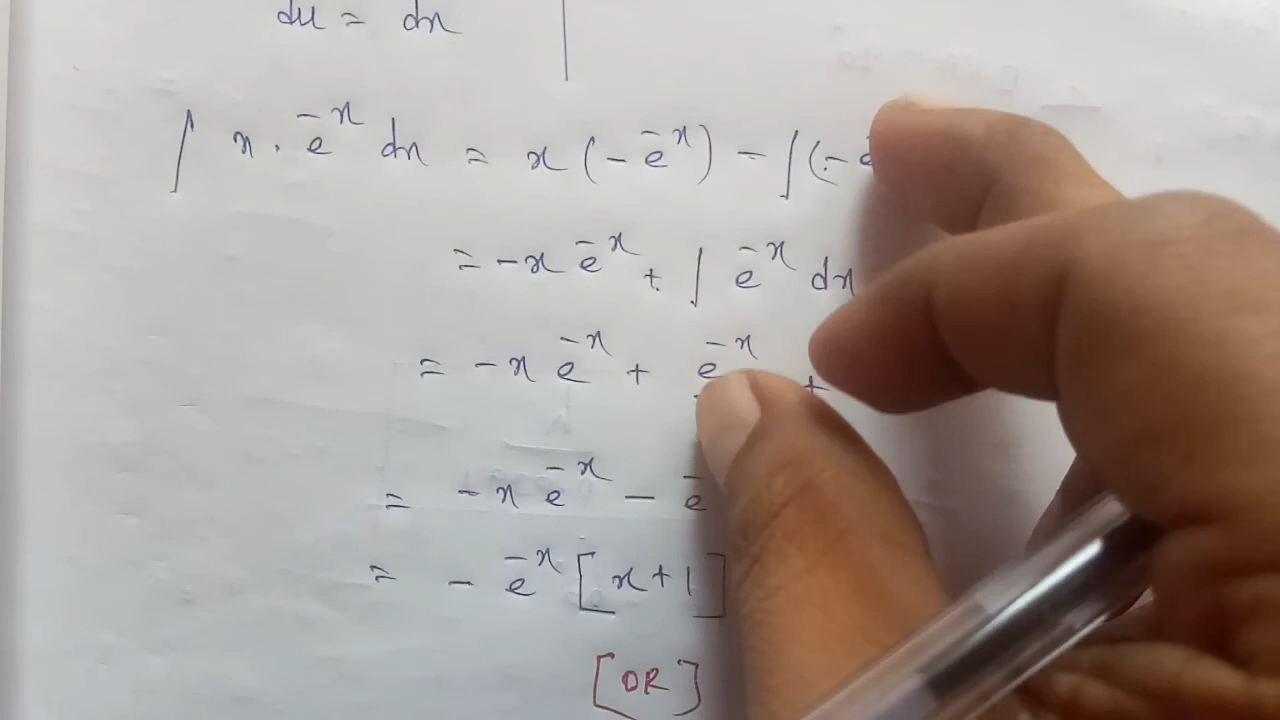 du = dx
∫ x . e^-x dx = x (-e^-x) - ∫(-e
= -x e^-x + ∫ e^-x dx
= -x e^-x + e^-x +
= -x e^-x - e^-
= -e^-x [x+1]
[OR]